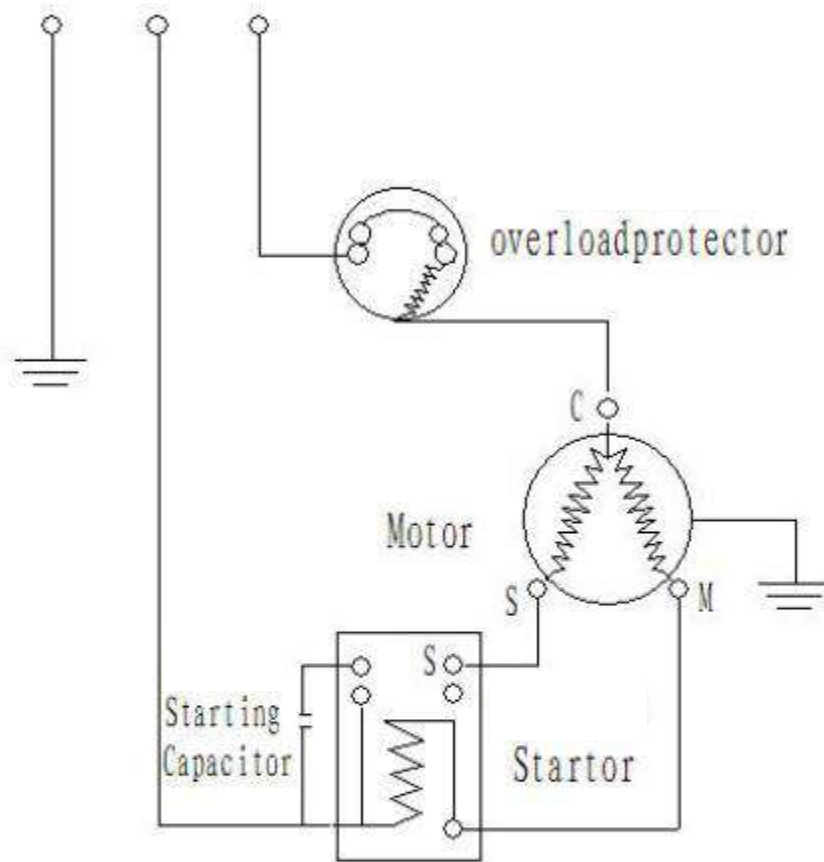 overloadprotector
C
Motor
S
M
S
Starting
Capacitor
Startor